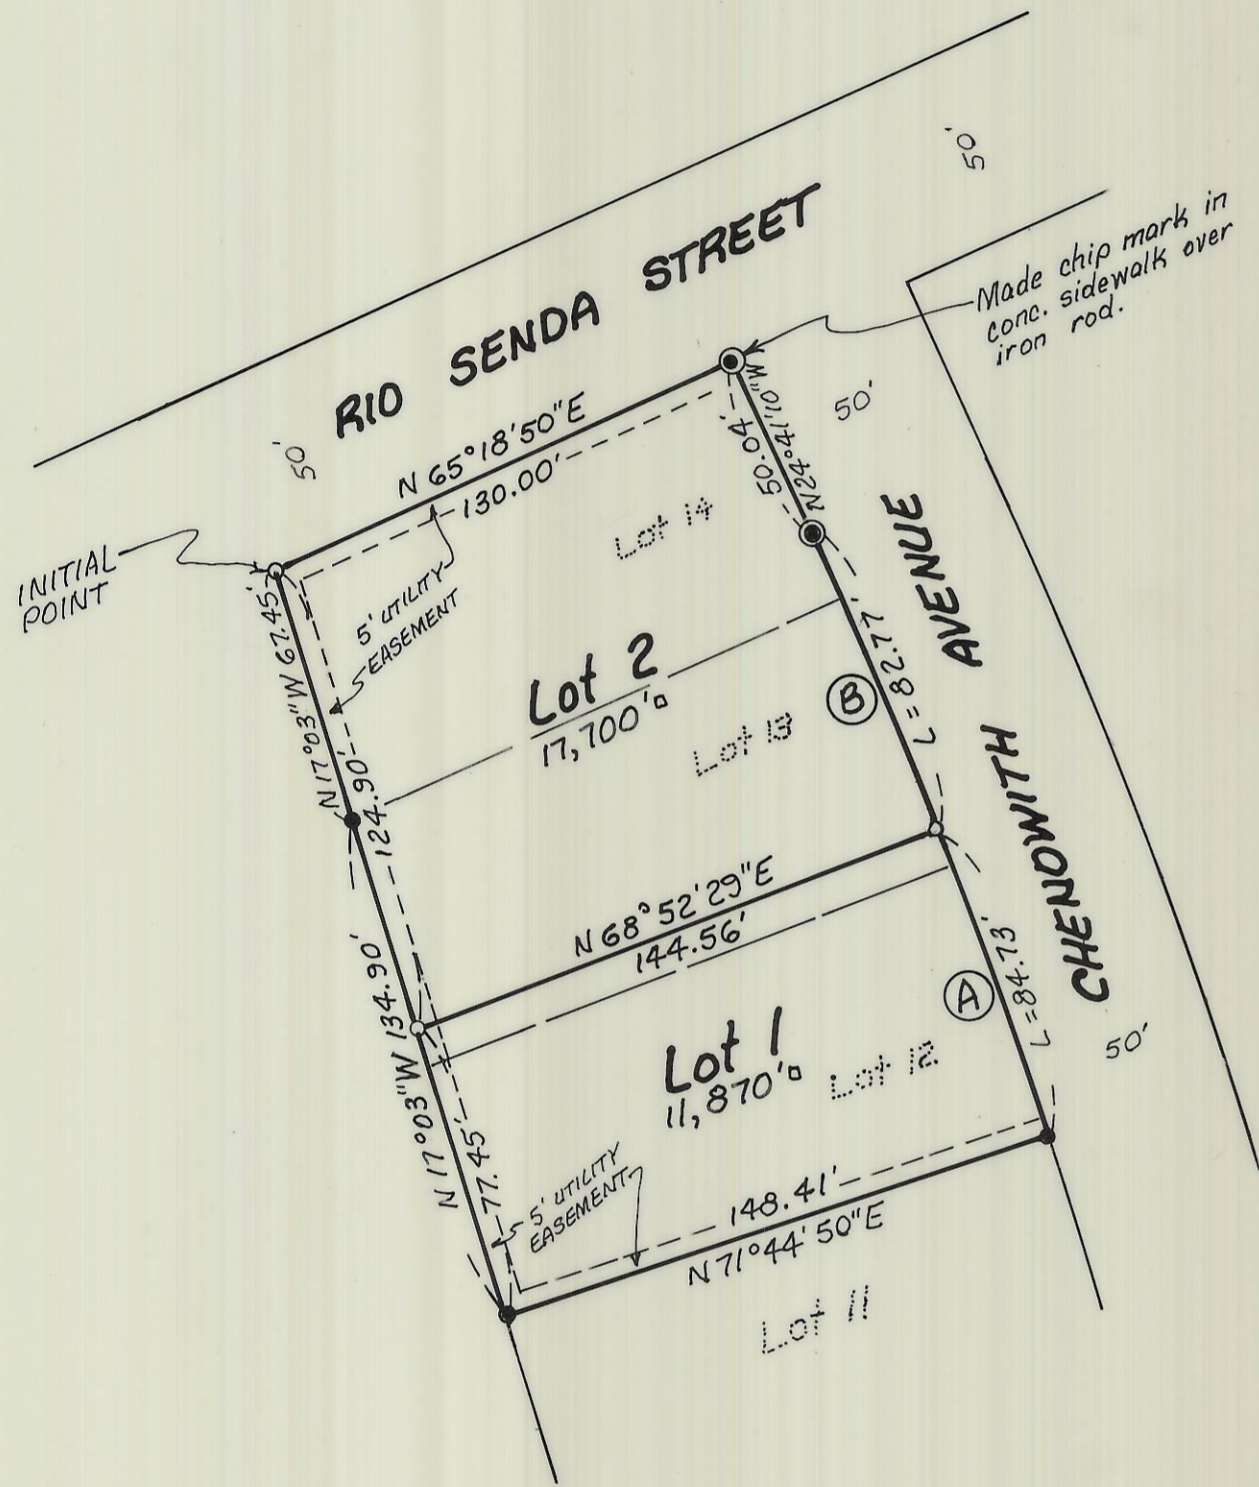 50'
RIO SENDA STREET
Made chip mark in
conc. sidewalk over
iron rod.
50'
N 65°18'50"E
130.00'
50.04'
N24°41'10"W
50'
INITIAL
POINT
5' UTILITY
EASEMENT
Lot 14
N17°03"W 67.45'
124.90'
Lot 2
17,700'
Lot 13
B
L=82.77'
CHENOWITH AVENUE
N 68°52'29"E
144.56'
N 17°03"W 134.90'
77.45'
Lot 1
11,870'
Lot 12
A
L=84.73'
50'
5' UTILITY
EASEMENT
148.41'
N71°44'50"E
Lot 11